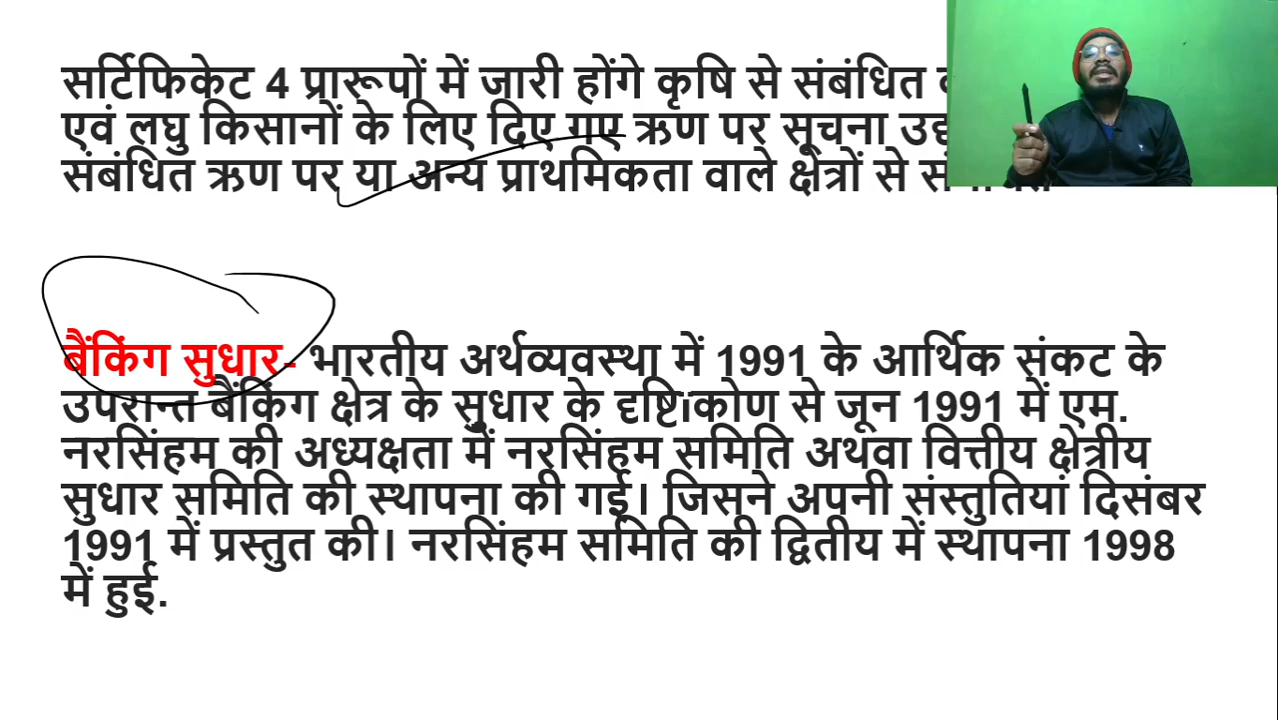 सर्टिफिकेट 4 प्रारूपों में जारी होंगे कृषि से संबंधित
एवं लघु किसानों के लिए दिए गए ऋण पर सूचना
संबंधित ऋण पर या अन्य प्राथमिकता वाले क्षेत्रों से
बैंकिंग सुधार- भारतीय अर्थव्यवस्था में 1991 के आर्थिक संकट के
उपरान्त बैंकिंग क्षेत्र के सुधार के दृष्टिiकोण से जून 1991 में एम.
नरसिंहम की अध्यक्षता में नरसिंहम समिति अथवा वित्तीय क्षेत्रीय
सुधार समिति की स्थापना की गई। जिसने अपनी संस्तुतियां दिसंबर
1991 में प्रस्तुत की। नरसिंहम समिति की द्वितीय में स्थापना 1998
में हुई.